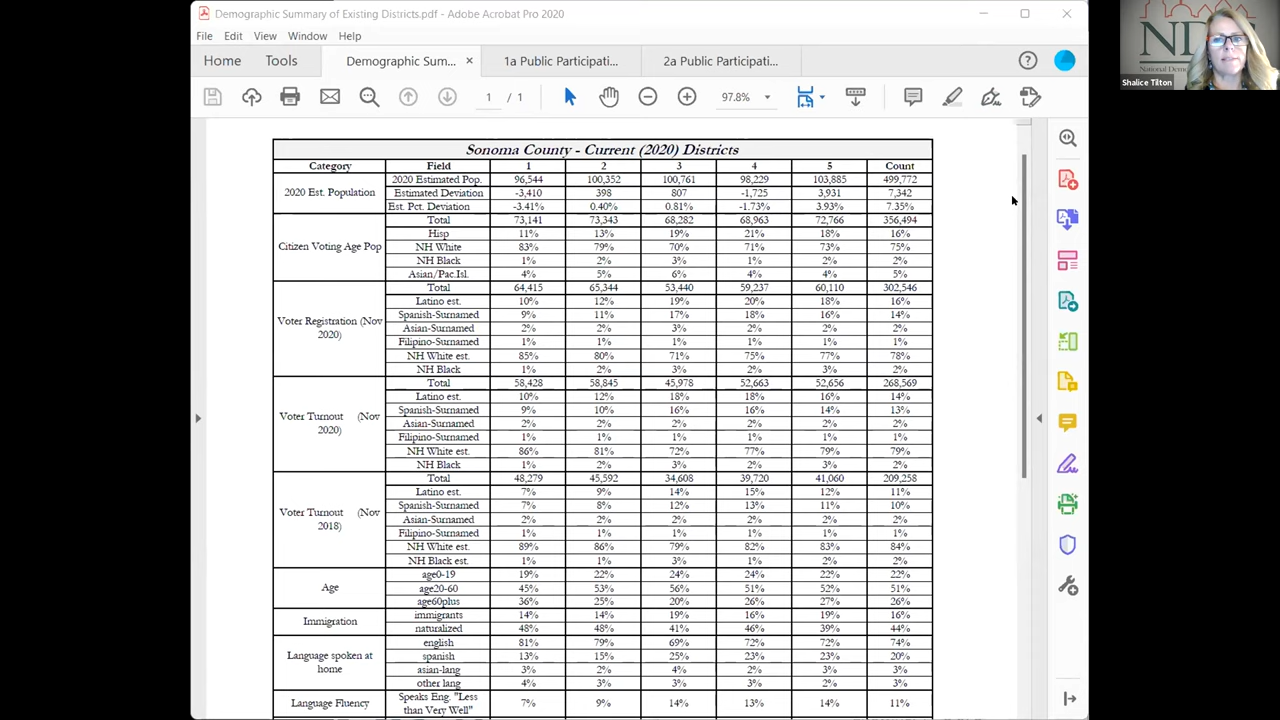 Demographic Summary of Existing Districts.pdf - Adobe Acrobat Pro 2020
File Edit View Window Help
Home Tools Demographic Sum... × 1a Public Participati... 2a Public Participati...
1 / 1 97.8%
Shalice Tilton
Sonoma County - Current (2020) Districts
Category Field 1 2 3 4 5 Count
2020 Est. Population
2020 Estimated Pop. 96,544 100,352 100,761 98,229 103,885 499,772
Estimated Deviation -3,410 398 807 -1,725 3,931 7,342
Est. Pct. Deviation -3.41% 0.40% 0.81% -1.73% 3.93% 7.35%
Citizen Voting Age Pop
Total 73,141 73,343 68,282 68,963 72,766 356,494
Hisp 11% 13% 19% 21% 18% 16%
NH White 83% 79% 70% 71% 73% 75%
NH Black 1% 2% 3% 1% 2% 2%
Asian/Pac.Isl. 4% 5% 6% 4% 4% 5%
Voter Registration (Nov
2020)
Total 64,415 65,344 53,440 59,237 60,110 302,546
Latino est. 10% 12% 19% 20% 18% 16%
Spanish-Surnamed 9% 11% 17% 18% 16% 14%
Asian-Surnamed 2% 2% 3% 2% 2% 2%
Filipino-Surnamed 1% 1% 1% 1% 1% 1%
NH White est. 85% 80% 71% 75% 77% 78%
NH Black 1% 2% 3% 2% 3% 2%
Voter Turnout (Nov
2020)
Total 58,428 58,845 45,978 52,663 52,656 268,569
Latino est. 10% 12% 18% 18% 16% 14%
Spanish-Surnamed 9% 10% 16% 16% 14% 13%
Asian-Surnamed 2% 2% 2% 2% 2% 2%
Filipino-Surnamed 1% 1% 1% 1% 1% 1%
NH White est. 86% 81% 72% 77% 79% 79%
NH Black 1% 2% 3% 2% 3% 2%
Voter Turnout (Nov
2018)
Total 48,279 45,592 34,608 39,720 41,060 209,258
Latino est. 7% 9% 14% 15% 12% 11%
Spanish-Surnamed 7% 8% 12% 13% 11% 10%
Asian-Surnamed 2% 2% 2% 2% 2% 2%
Filipino-Surnamed 1% 1% 1% 1% 1% 1%
NH White est. 89% 86% 79% 82% 83% 84%
NH Black est. 1% 1% 3% 1% 2% 2%
Age
age0-19 19% 22% 24% 24% 22% 22%
age20-60 45% 53% 56% 51% 52% 51%
age60plus 36% 25% 20% 26% 27% 26%
Immigration
immigrants 14% 14% 19% 16% 19% 16%
naturalized 48% 48% 41% 46% 39% 44%
Language spoken at
home
english 81% 79% 69% 72% 72% 74%
spanish 13% 15% 25% 23% 23% 20%
asian-lang 3% 2% 4% 2% 3% 3%
other lang 4% 3% 3% 3% 2% 3%
Language Fluency
Speaks Eng. "Less
than Very Well" 7% 9% 14% 13% 14% 11%